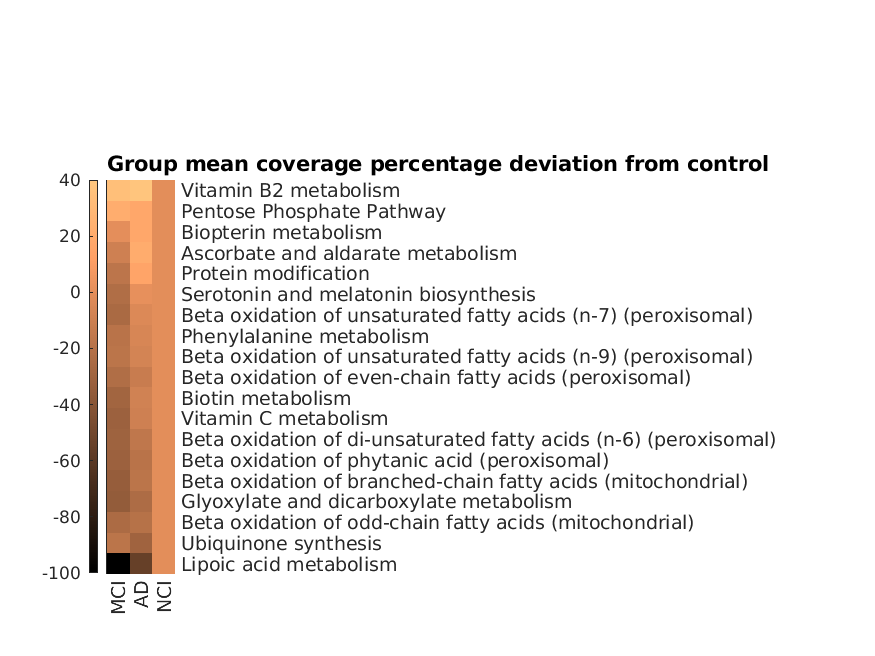 Group mean coverage percentage deviation from control
40
20
0
-20
-40
-60
-80
-100
Vitamin B2 metabolism
Pentose Phosphate Pathway
Biopterin metabolism
Ascorbate and aldarate metabolism
Protein modification
Serotonin and melatonin biosynthesis
Beta oxidation of unsaturated fatty acids (n-7) (peroxisomal)
Phenylalanine metabolism
Beta oxidation of unsaturated fatty acids (n-9) (peroxisomal)
Beta oxidation of even-chain fatty acids (peroxisomal)
Biotin metabolism
Vitamin C metabolism
Beta oxidation of di-unsaturated fatty acids (n-6) (peroxisomal)
Beta oxidation of phytanic acid (peroxisomal)
Beta oxidation of branched-chain fatty acids (mitochondrial)
Glyoxylate and dicarboxylate metabolism
Beta oxidation of odd-chain fatty acids (mitochondrial)
Ubiquinone synthesis
Lipoic acid metabolism
MCI
AD
NCI